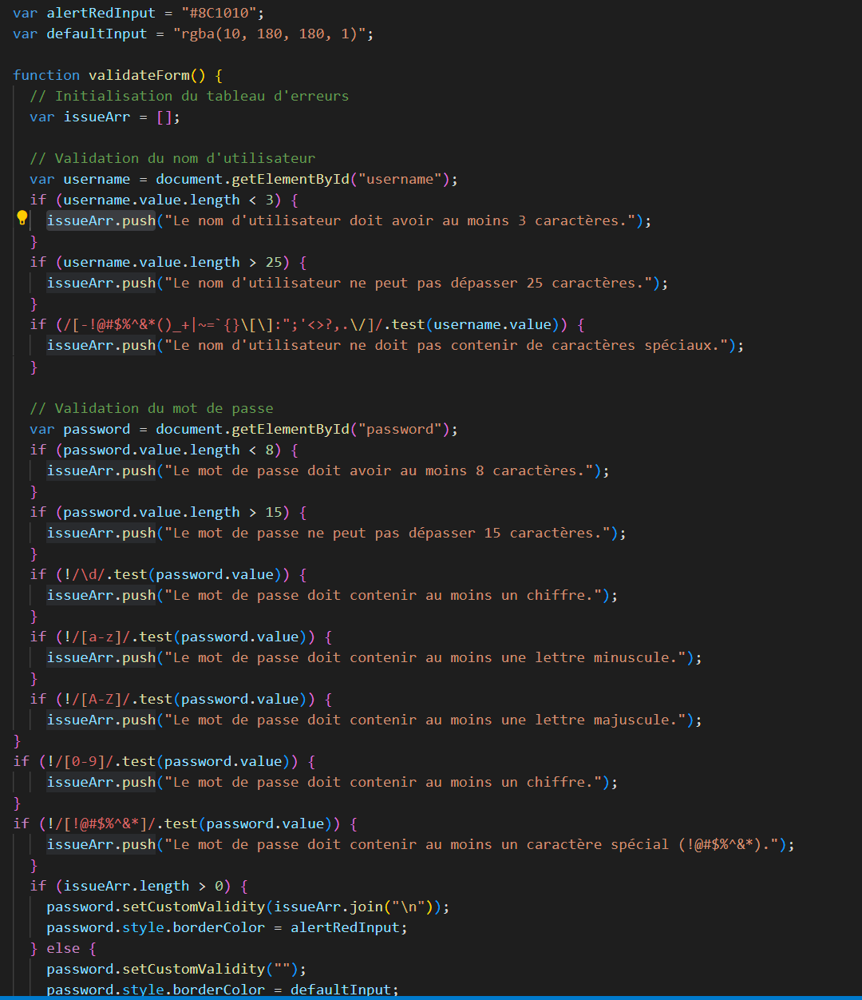 var alertRedInput = "#8C1010";
var defaultInput = "rgba(10, 180, 180, 1)";

function validateForm() {
  // Initialisation du tableau d'erreurs
  var issueArr = [];

  // Validation du nom d'utilisateur
  var username = document.getElementById("username");
  if (username.value.length < 3) {
    issueArr.push("Le nom d'utilisateur doit avoir au moins 3 caractères.");
  }
  if (username.value.length > 25) {
    issueArr.push("Le nom d'utilisateur ne peut pas dépasser 25 caractères.");
  }
  if (/[-!@#$%^&*()_+|~=`{}\[\]:";'<>?,.\/]/.test(username.value)) {
    issueArr.push("Le nom d'utilisateur ne doit pas contenir de caractères spéciaux.");
  }

  // Validation du mot de passe
  var password = document.getElementById("password");
  if (password.value.length < 8) {
    issueArr.push("Le mot de passe doit avoir au moins 8 caractères.");
  }
  if (password.value.length > 15) {
    issueArr.push("Le mot de passe ne peut pas dépasser 15 caractères.");
  }
  if (!/\d/.test(password.value)) {
    issueArr.push("Le mot de passe doit contenir au moins un chiffre.");
  }
  if (!/[a-z]/.test(password.value)) {
    issueArr.push("Le mot de passe doit contenir au moins une lettre minuscule.");
  }
  if (!/[A-Z]/.test(password.value)) {
    issueArr.push("Le mot de passe doit contenir au moins une lettre majuscule.");
}
if (!/[0-9]/.test(password.value)) {
    issueArr.push("Le mot de passe doit contenir au moins un chiffre.");
}
if (!/[!@#$%^&*]/.test(password.value)) {
    issueArr.push("Le mot de passe doit contenir au moins un caractère spécial (!@#$%^&*).");
  }
  if (issueArr.length > 0) {
    password.setCustomValidity(issueArr.join("\n"));
    password.style.borderColor = alertRedInput;
  } else {
    password.setCustomValidity("");
    password.style.borderColor = defaultInput;